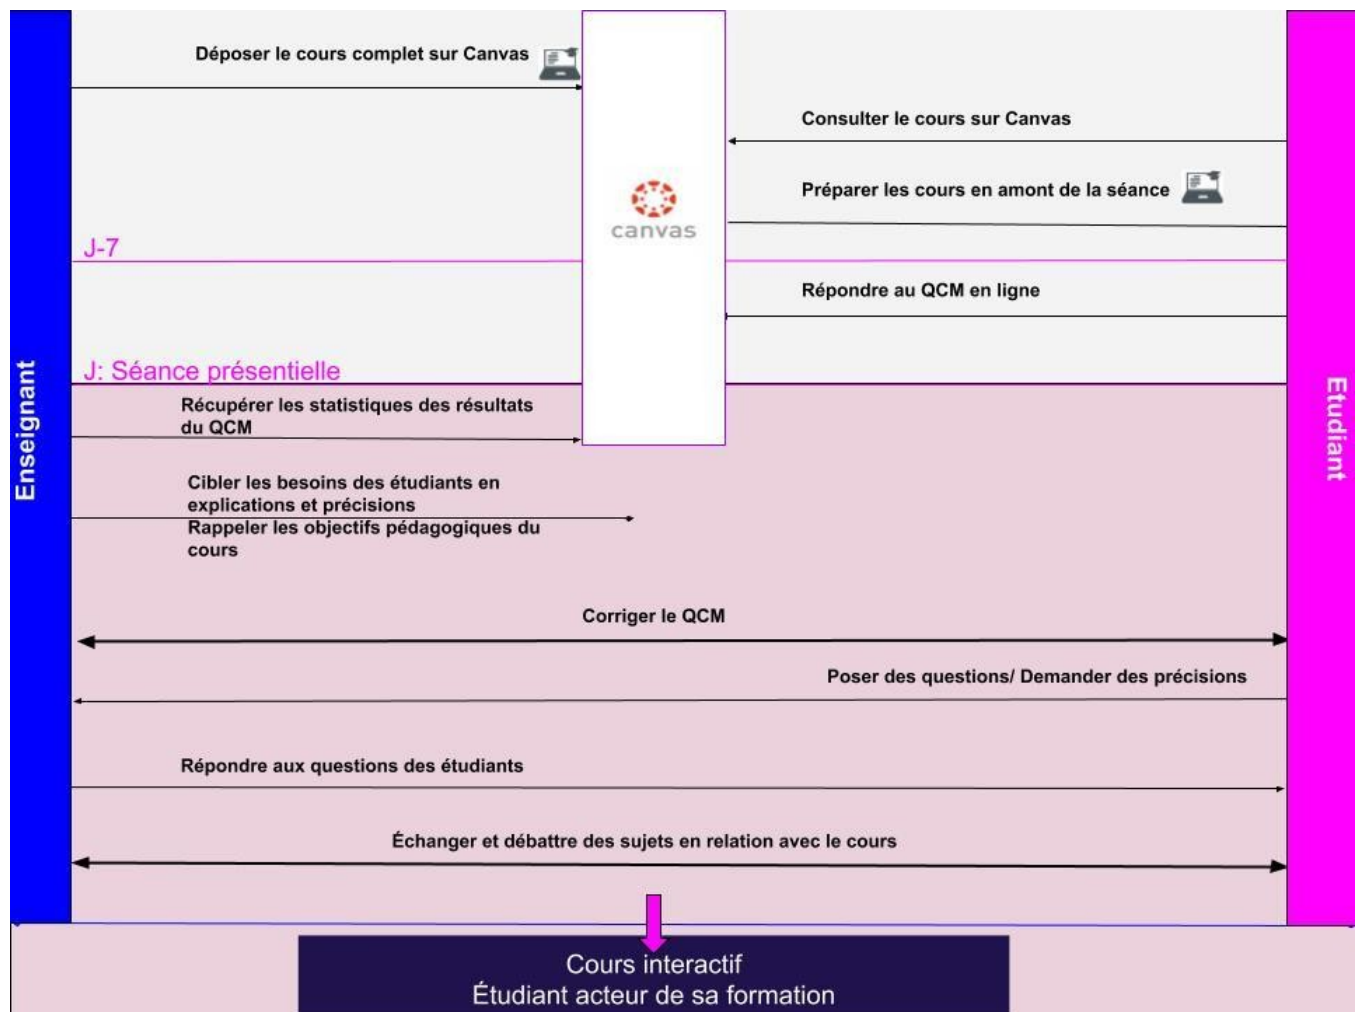 Déposer le cours complet sur Canvas
Consulter le cours sur Canvas
Préparer les cours en amont de la séance
canvas
J-7
Répondre au QCM en ligne
J: Séance présentielle
Enseignant
Etudiant
Récupérer les statistiques des résultats
du QCM
Cibler les besoins des étudiants en
explications et précisions
Rappeler les objectifs pédagogiques du
cours
Corriger le QCM
Poser des questions/ Demander des précisions
Répondre aux questions des étudiants
Échanger et débattre des sujets en relation avec le cours
Cours interactif
Étudiant acteur de sa formation